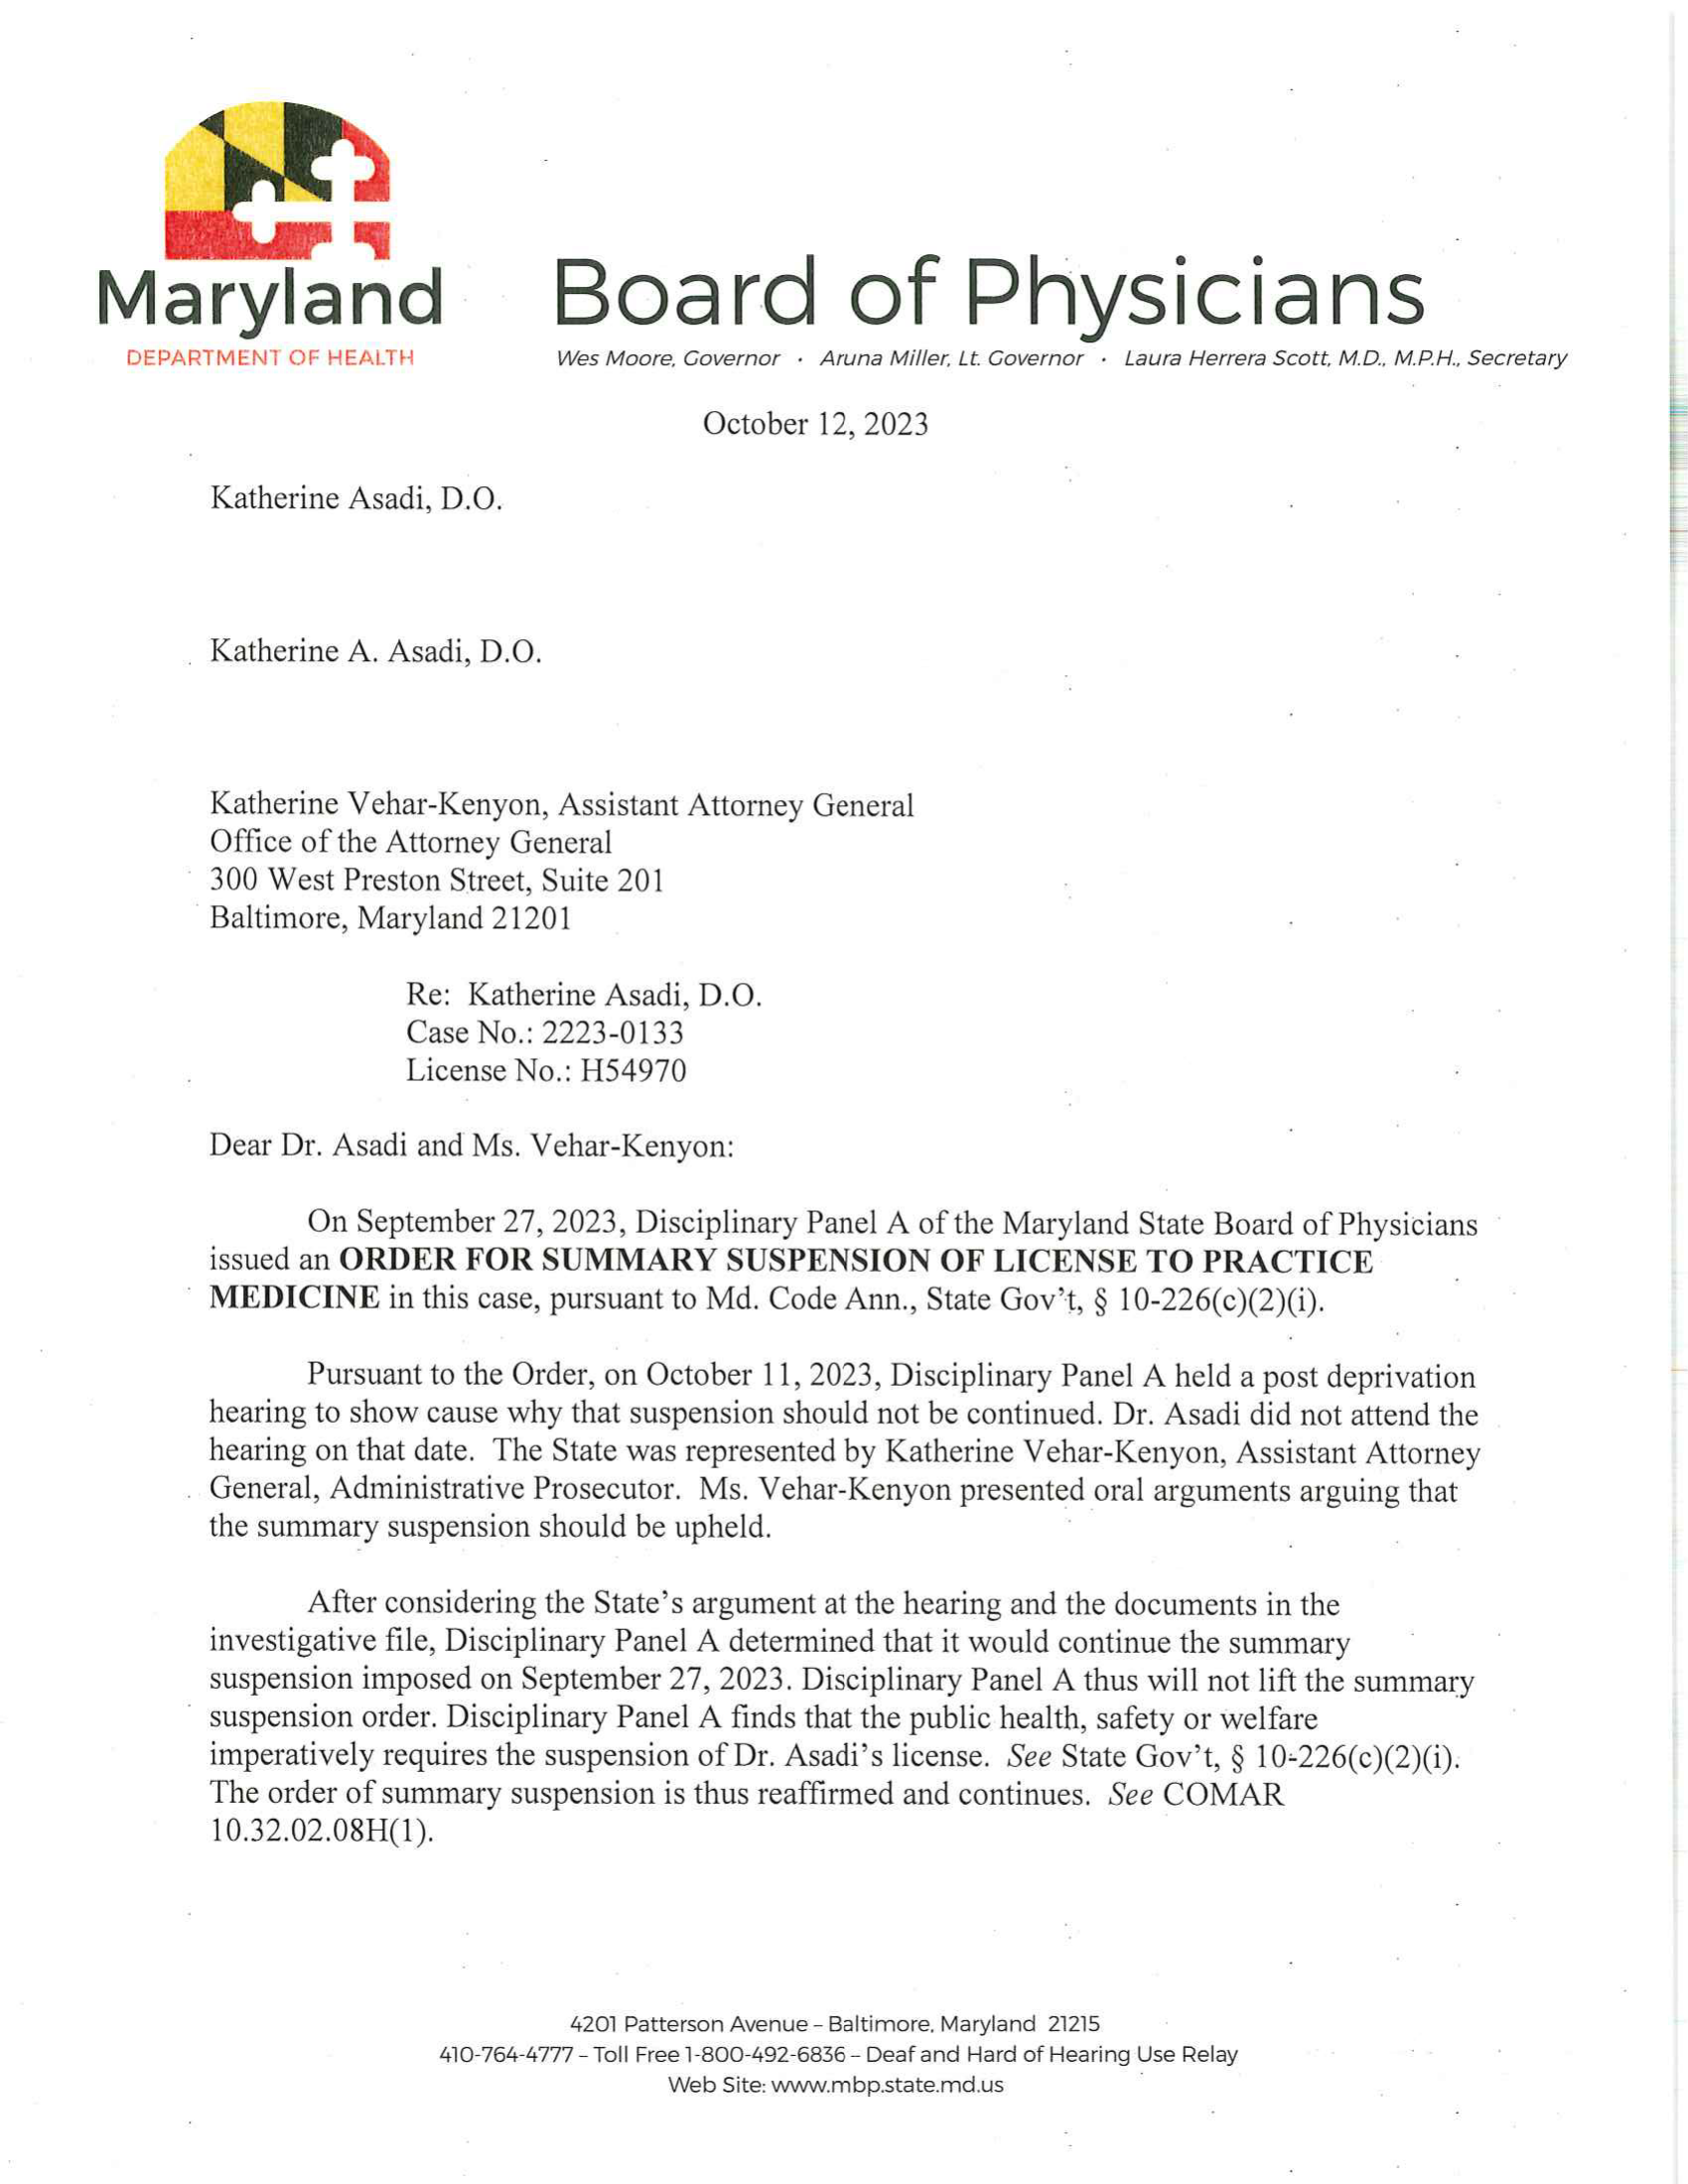 Maryland
DEPARTMENT OF HEALTH
Board of Physicians
Wes Moore, Governor · Aruna Miller, Lt. Governor · Laura Herrera Scott, M.D., M.P.H., Secretary
October 12, 2023
Katherine Asadi, D.O.
Katherine A. Asadi, D.O.
Katherine Vehar-Kenyon, Assistant Attorney General
Office of the Attorney General
300 West Preston Street, Suite 201
Baltimore, Maryland 21201
Re: Katherine Asadi, D.O.
Case No.: 2223-0133
License No.: H54970
Dear Dr. Asadi and Ms. Vehar-Kenyon:
On September 27, 2023, Disciplinary Panel A of the Maryland State Board of Physicians
issued an ORDER FOR SUMMARY SUSPENSION OF LICENSE TO PRACTICE
MEDICINE in this case, pursuant to Md. Code Ann., State Gov't, § 10-226(c)(2)(i).
Pursuant to the Order, on October 11, 2023, Disciplinary Panel A held a post deprivation
hearing to show cause why that suspension should not be continued. Dr. Asadi did not attend the
hearing on that date. The State was represented by Katherine Vehar-Kenyon, Assistant Attorney
General, Administrative Prosecutor. Ms. Vehar-Kenyon presented oral arguments arguing that
the summary suspension should be upheld.
After considering the State's argument at the hearing and the documents in the
investigative file, Disciplinary Panel A determined that it would continue the summary
suspension imposed on September 27, 2023. Disciplinary Panel A thus will not lift the summary
suspension order. Disciplinary Panel A finds that the public health, safety or welfare
imperatively requires the suspension of Dr. Asadi's license. See State Gov't, § 10-226(c)(2)(i).
The order of summary suspension is thus reaffirmed and continues. See COMAR
10.32.02.08H(1).
4201 Patterson Avenue – Baltimore, Maryland 21215
410-764-4777 – Toll Free 1-800-492-6836 – Deaf and Hard of Hearing Use Relay
Web Site: www.mbp.state.md.us